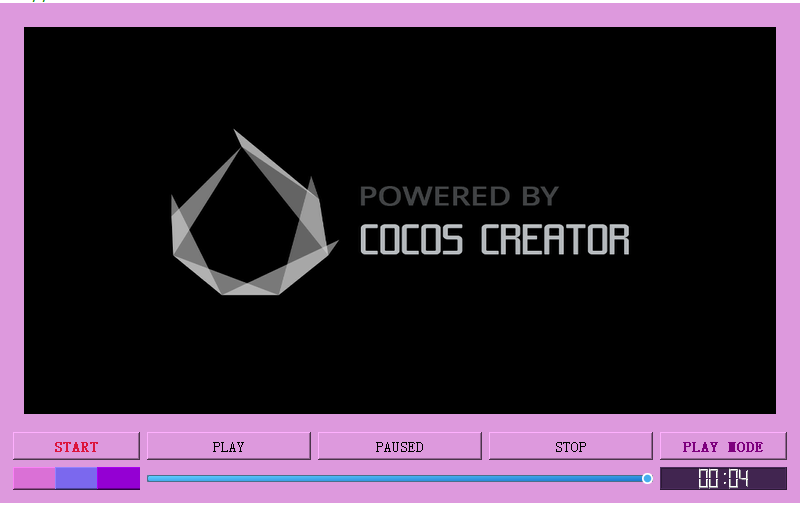 POWERED BY
COCOS CREATOR
START
PLAY
PAUSED
STOP
PLAY MODE
00:04